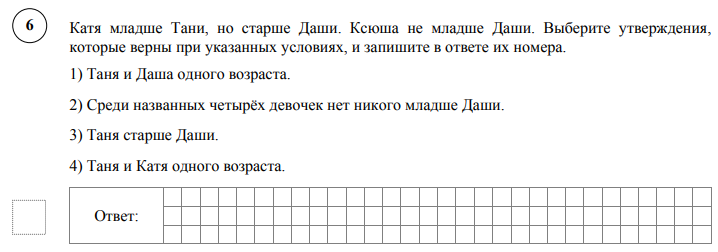 6
Катя младше Тани, но старше Даши. Ксюша не младше Даши. Выберите утверждения,
которые верны при указанных условиях, и запишите в ответе их номера.
1) Таня и Даша одного возраста.
2) Среди названных четырёх девочек нет никого младше Даши.
3) Таня старше Даши.
4) Таня и Катя одного возраста.
Ответ: